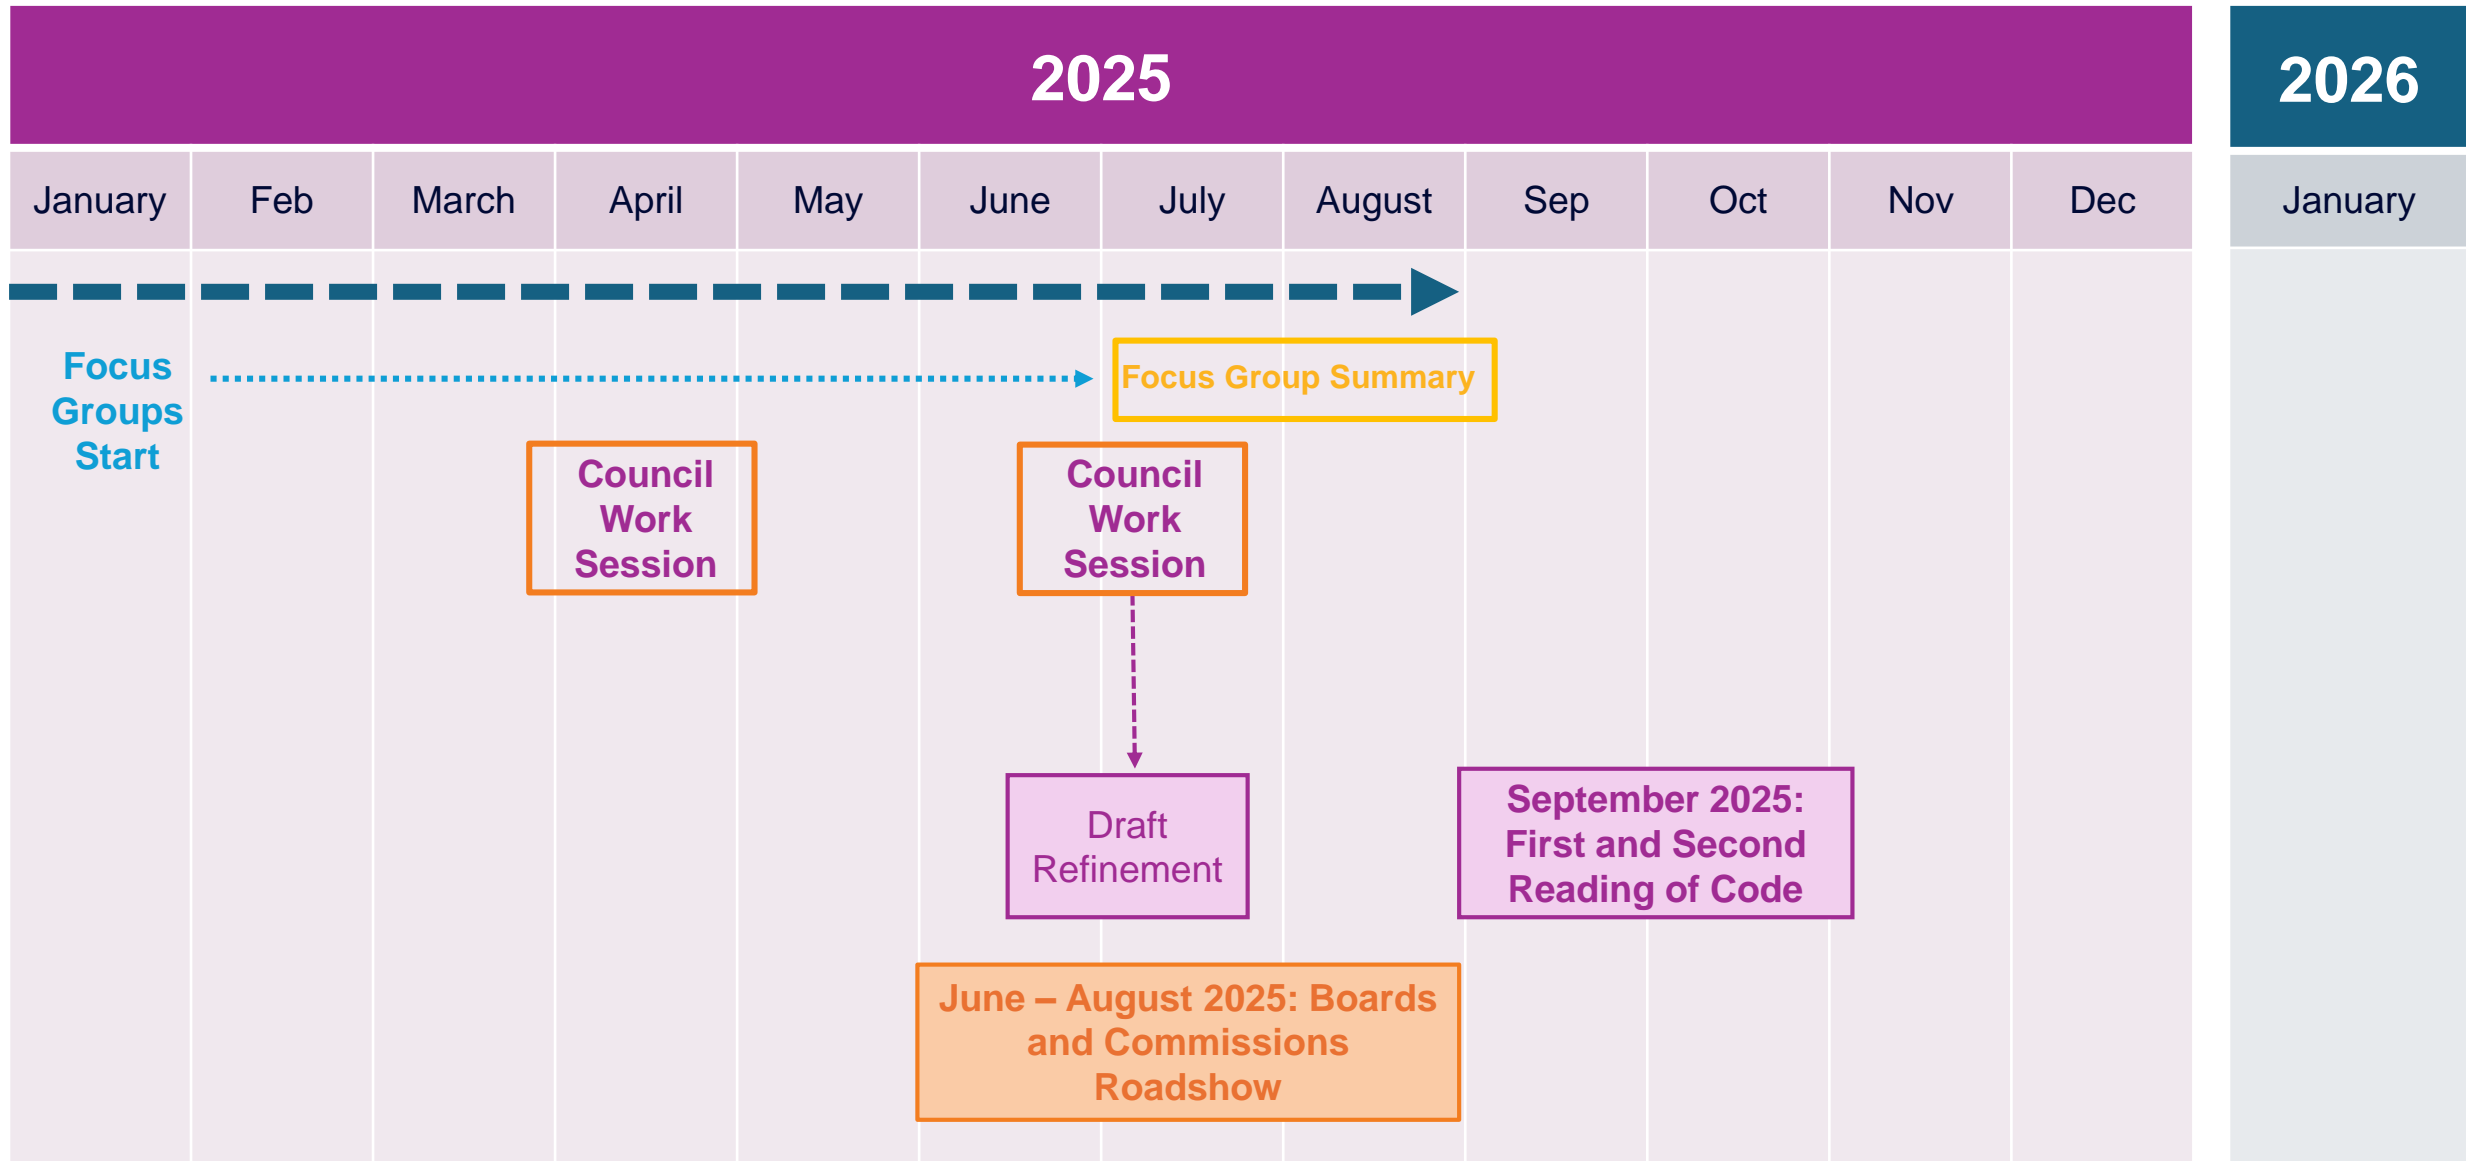 2025
2026
January
Feb
March
April
May
June
July
August
Sep
Oct
Nov
Dec
January
Focus
Groups
Start
Focus Group Summary
Council
Work
Session
Council
Work
Session
Draft
Refinement
September 2025:
First and Second
Reading of Code
June – August 2025: Boards
and Commissions
Roadshow